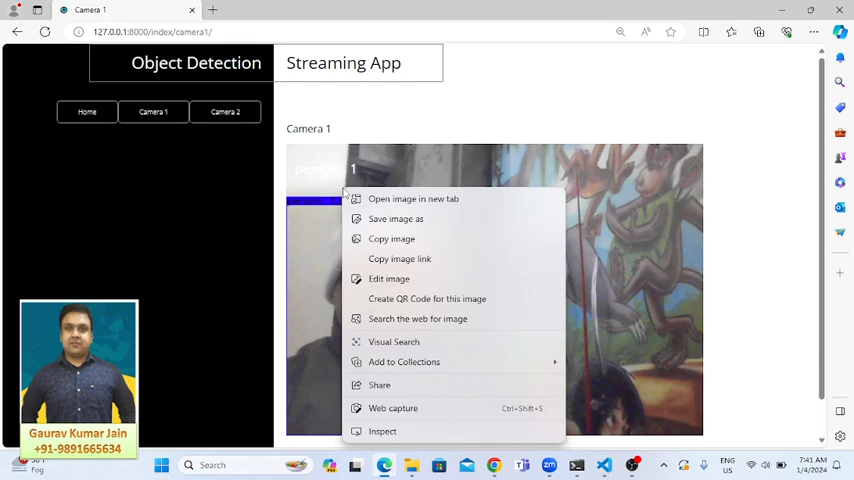 Camera 1
127.0.0.1:8000/index/camera1/
Object Detection
Streaming App
Home
Camera 1
Camera 2
Camera 1
1
Open image in new tab
Save image as
Copy image
Copy image link
Edit image
Create QR Code for this image
Search the web for image
Visual Search
Add to Collections
Share
Web capture
Ctrl+Shift+S
Inspect
Gaurav Kumar Jain
+91-9891665634
Fog
Search
ENG
US
7:41 AM
1/4/2024